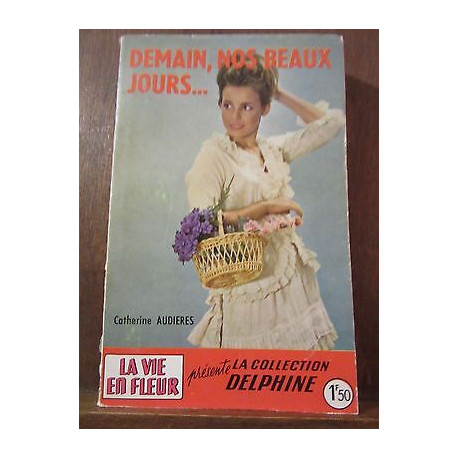 DEMAIN, NOS BEAUX
JOURS...
Catherine AUDIERES
LA VIE
EN FLEUR
présente
LA COLLECTION
DELPHINE
1F50